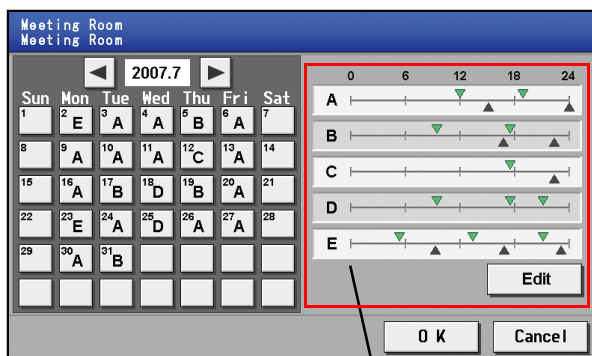 Meeting Room
Meeting Room
2007.7
Sun Mon Tue Wed Thu Fri Sat
1 2 E 3 A 4 A 5 B 6 A 7
8 9 A 10 A 11 A 12 C 13 A 14
15 16 A 17 B 18 D 19 B 20 A 21
22 23 E 24 A 25 D 26 A 27 A 28
29 30 A 31 B
0 6 12 18 24
A
B
C
D
E
Edit
OK Cancel